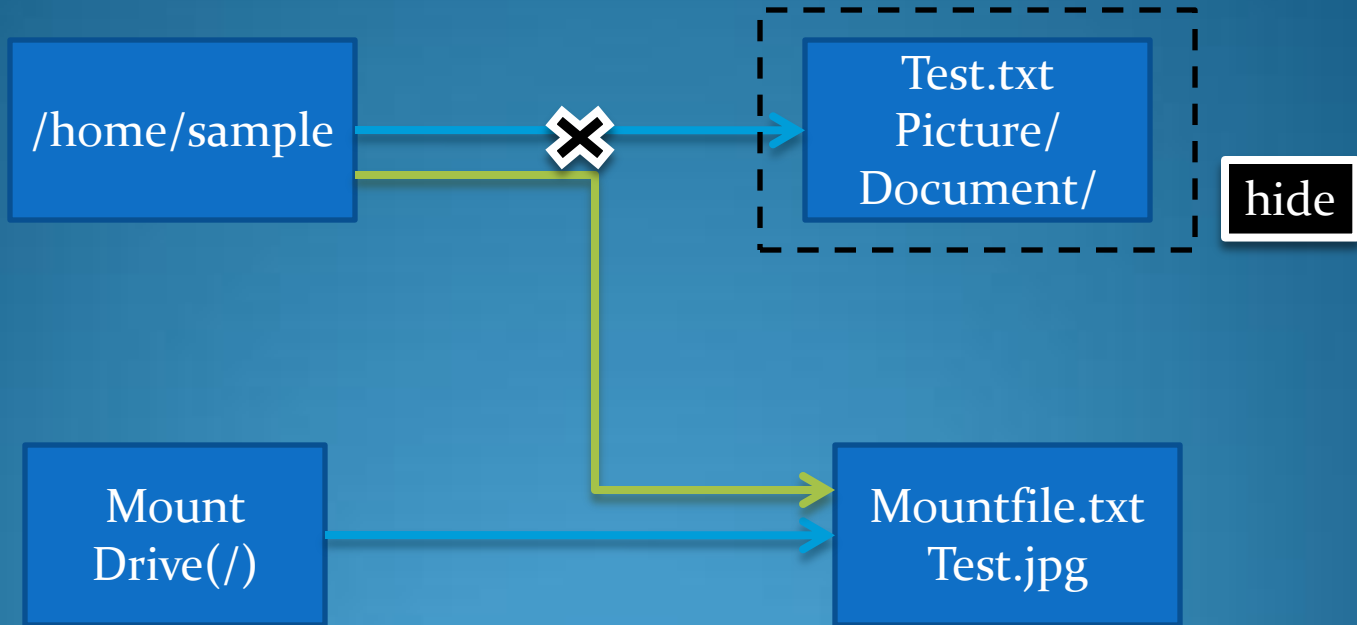 /home/sample
Test.txt
Picture/
Document/
hide
Mount
Drive(/)
Mountfile.txt
Test.jpg